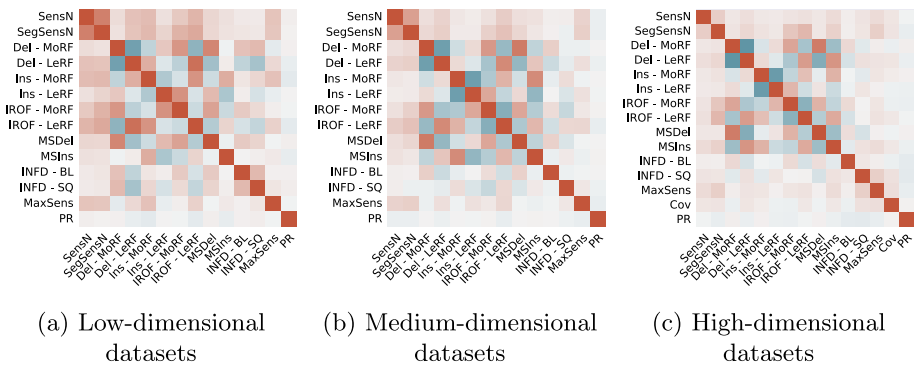 SensN
SegSensN
Del - MoRF
Del - LeRF
Ins - MoRF
Ins - LeRF
IROF - MoRF
IROF - LeRF
MSDel
MSIns
INFD - BL
INFD - SQ
MaxSens
PR
SensN
SegSensN
Del - MoRF
Del - LeRF
Ins - MoRF
Ins - LeRF
IROF - MoRF
IROF - LeRF
MSDel
MSIns
INFD - BL
INFD - SQ
MaxSens
PR
(a) Low-dimensional
datasets
SensN
SegSensN
Del - MoRF
Del - LeRF
Ins - MoRF
Ins - LeRF
IROF - MoRF
IROF - LeRF
MSDel
MSIns
INFD - BL
INFD - SQ
MaxSens
PR
SensN
SegSensN
Del - MoRF
Del - LeRF
Ins - MoRF
Ins - LeRF
IROF - MoRF
IROF - LeRF
MSDel
MSIns
INFD - BL
INFD - SQ
MaxSens
PR
(b) Medium-dimensional
datasets
SensN
SegSensN
Del - MoRF
Del - LeRF
Ins - MoRF
Ins - LeRF
IROF - MoRF
IROF - LeRF
MSDel
MSIns
INFD - BL
INFD - SQ
MaxSens
Cov
PR
SensN
SegSensN
Del - MoRF
Del - LeRF
Ins - MoRF
Ins - LeRF
IROF - MoRF
IROF - LeRF
MSDel
MSIns
INFD - BL
INFD - SQ
MaxSens
Cov
PR
(c) High-dimensional
datasets